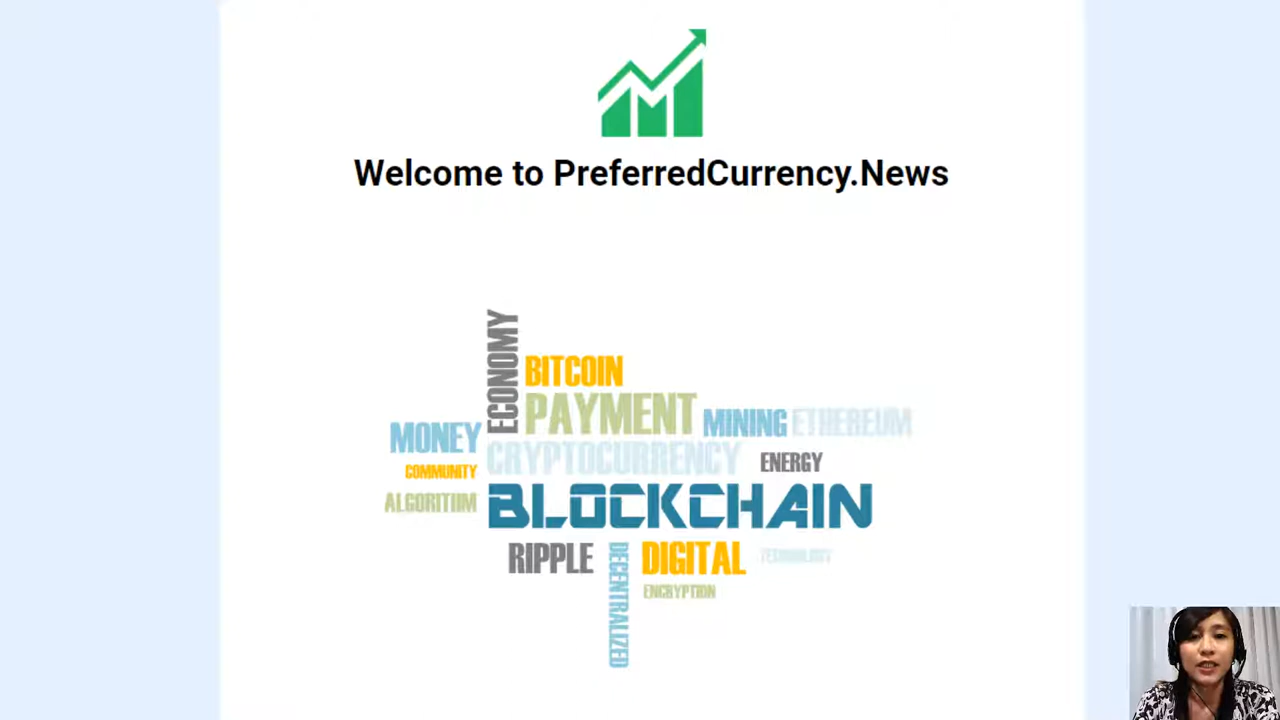 Welcome to PreferredCurrency.News
ECONOMY
BITCOIN
PAYMENT
MONEY
MINING
ETHEREUM
CRYPTOCURRENCY
ENERGY
COMMUNITY
ALGORITHM
BLOCKCHAIN
RIPPLE
DECENTRALIZED
DIGITAL
TECHNOLOGY
ENCRYPTION